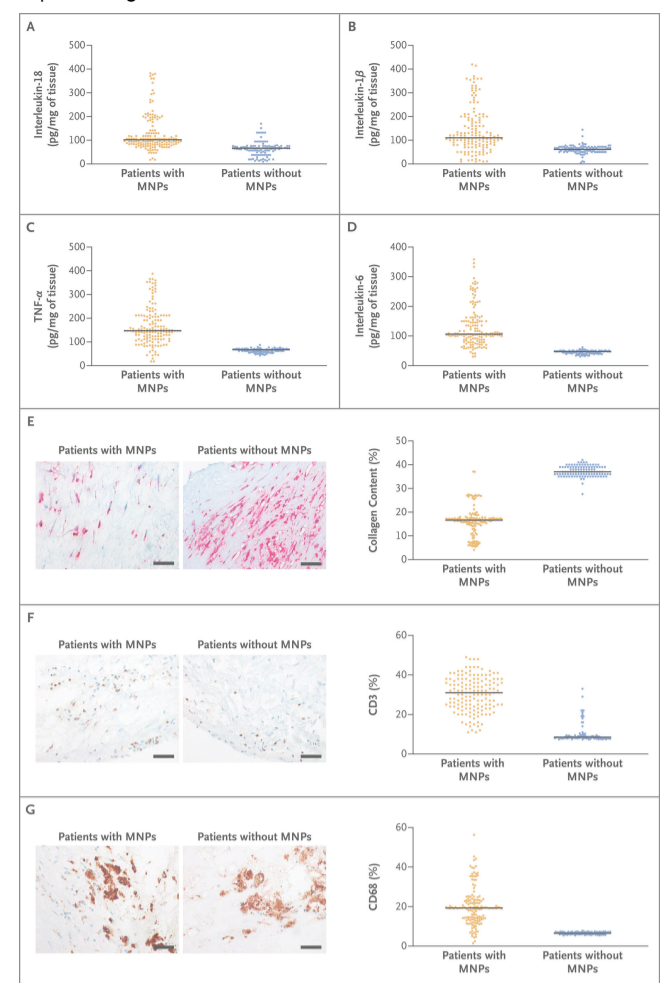 A
Interleukin-18
(pg/mg of tissue)
500
400
300
200
100
0
Patients with
MNPs
Patients without
MNPs
B
Interleukin-1β
(pg/mg of tissue)
500
400
300
200
100
0
Patients with
MNPs
Patients without
MNPs
C
TNF-α
(pg/mg of tissue)
500
400
300
200
100
0
Patients with
MNPs
Patients without
MNPs
D
Interleukin-6
(pg/mg of tissue)
400
300
200
100
0
Patients with
MNPs
Patients without
MNPs
E
Patients with MNPs
Patients without MNPs
Collagen Content (%)
50
40
30
20
10
0
Patients with
MNPs
Patients without
MNPs
F
Patients with MNPs
Patients without MNPs
CD3 (%)
60
40
20
0
Patients with
MNPs
Patients without
MNPs
G
Patients with MNPs
Patients without MNPs
CD68 (%)
60
40
20
0
Patients with
MNPs
Patients without
MNPs